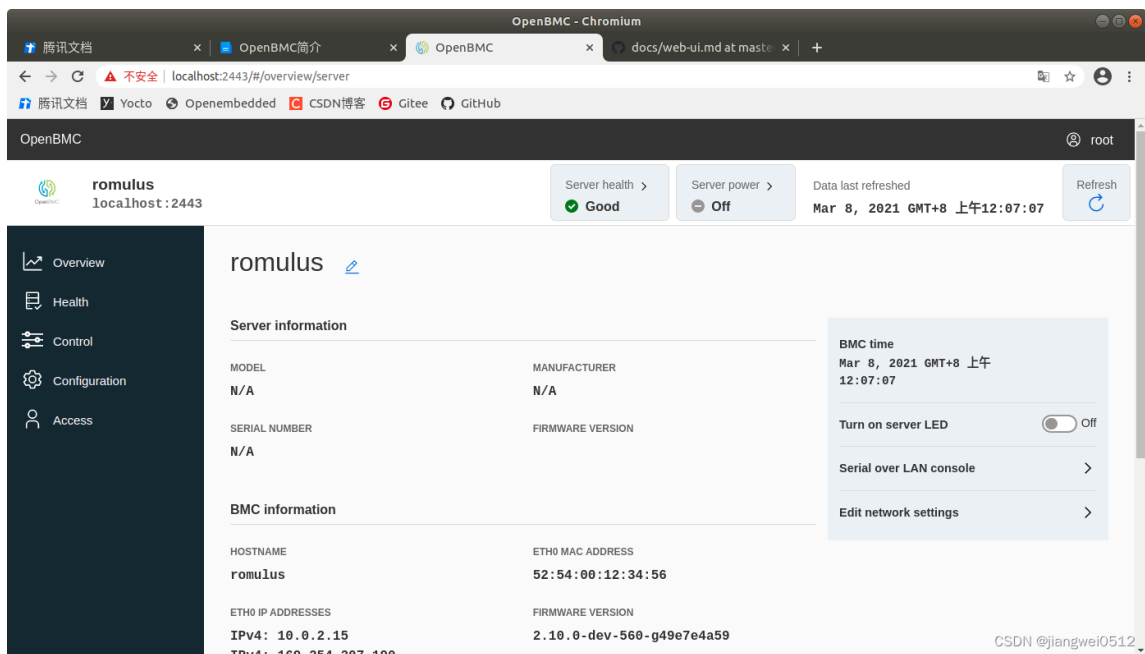 OpenBMC - Chromium
腾讯文档
OpenBMC简介
OpenBMC
docs/web-ui.md at maste
不安全 localhost:2443/#/overview/server
腾讯文档 Yocto Openembedded CSDN博客 Gitee GitHub
OpenBMC
root
OpenBMC
romulus
localhost:2443
Server health
Good
Server power
Off
Data last refreshed
Mar 8, 2021 GMT+8 上午12:07:07
Refresh
Overview
Health
Control
Configuration
Access
romulus
Server information
MODEL
N/A
MANUFACTURER
N/A
SERIAL NUMBER
N/A
FIRMWARE VERSION
BMC information
HOSTNAME
romulus
ETH0 MAC ADDRESS
52:54:00:12:34:56
ETH0 IP ADDRESSES
IPv4: 10.0.2.15
FIRMWARE VERSION
2.10.0-dev-560-g49e7e4a59
BMC time
Mar 8, 2021 GMT+8 上午
12:07:07
Turn on server LED
Off
Serial over LAN console
Edit network settings
CSDN @jiangwei0512